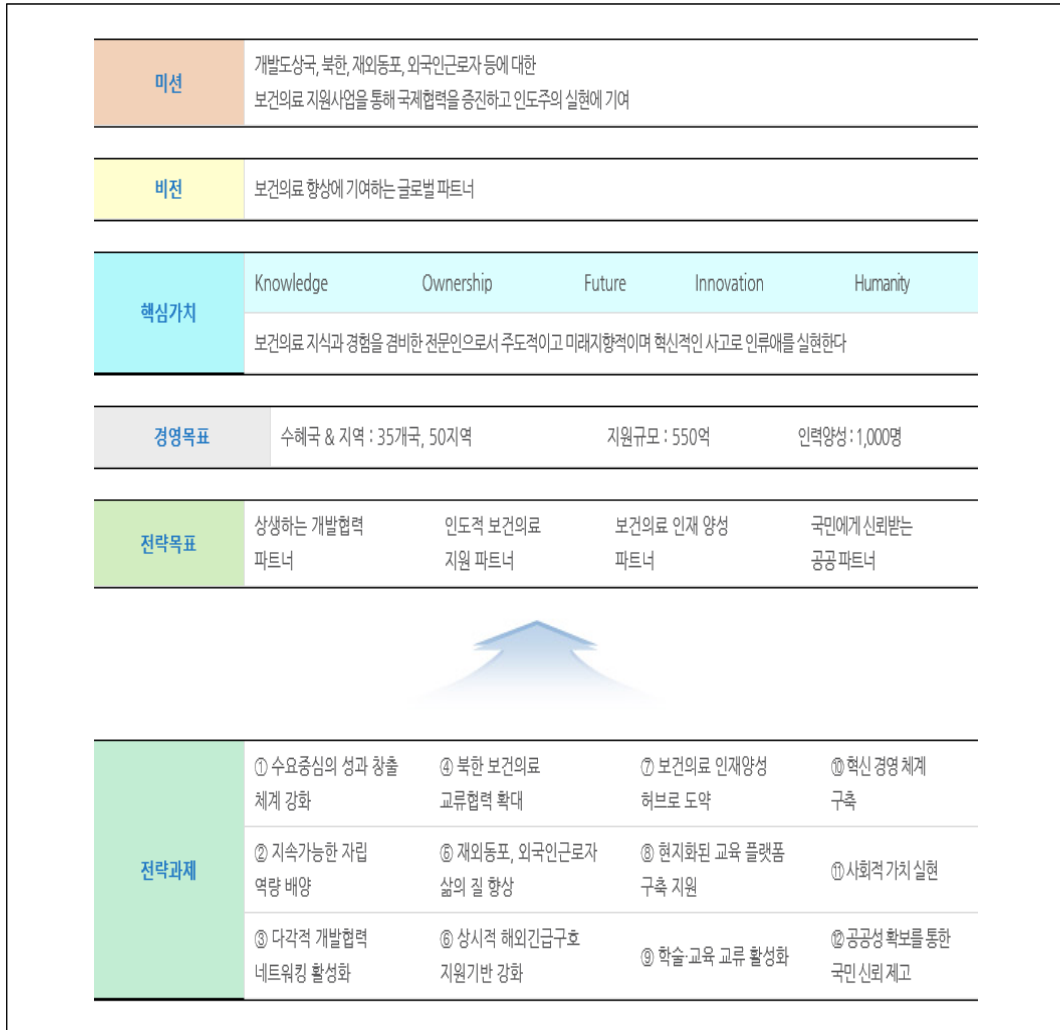 미션
개발도상국, 북한, 재외동포, 외국인근로자 등에 대한
보건의료 지원사업을 통해 국제협력을 증진하고 인도주의 실현에 기여
비전
보건의료 향상에 기여하는 글로벌 파트너
핵심가치
Knowledge Ownership Future Innovation Humanity
보건의료 지식과 경험을 겸비한 전문인으로서 주도적이고 미래지향적이며 혁신적인 사고로 인류애를 실현한다
경영목표
수혜국 & 지역 : 35개국, 50지역 지원규모 : 550억 인력양성 : 1,000명
전략목표
상생하는 개발협력
파트너
인도적 보건의료
지원 파트너
보건의료 인재 양성
파트너
국민에게 신뢰받는
공공 파트너
전략과제
① 수요중심의 성과 창출
체계 강화
④ 북한 보건의료
교류협력 확대
⑦ 보건의료 인재양성
허브로 도약
⑩ 혁신 경영 체계
구축
② 지속가능한 자립
역량 배양
⑥ 재외동포, 외국인근로자
삶의 질 향상
⑧ 현지화된 교육 플랫폼
구축 지원
⑪ 사회적 가치 실현
③ 다각적 개발협력
네트워킹 활성화
⑥ 상시적 해외긴급구호
지원기반 강화
⑨ 학술·교육 교류 활성화
⑫ 공공성 확보를 통한
국민 신뢰 제고